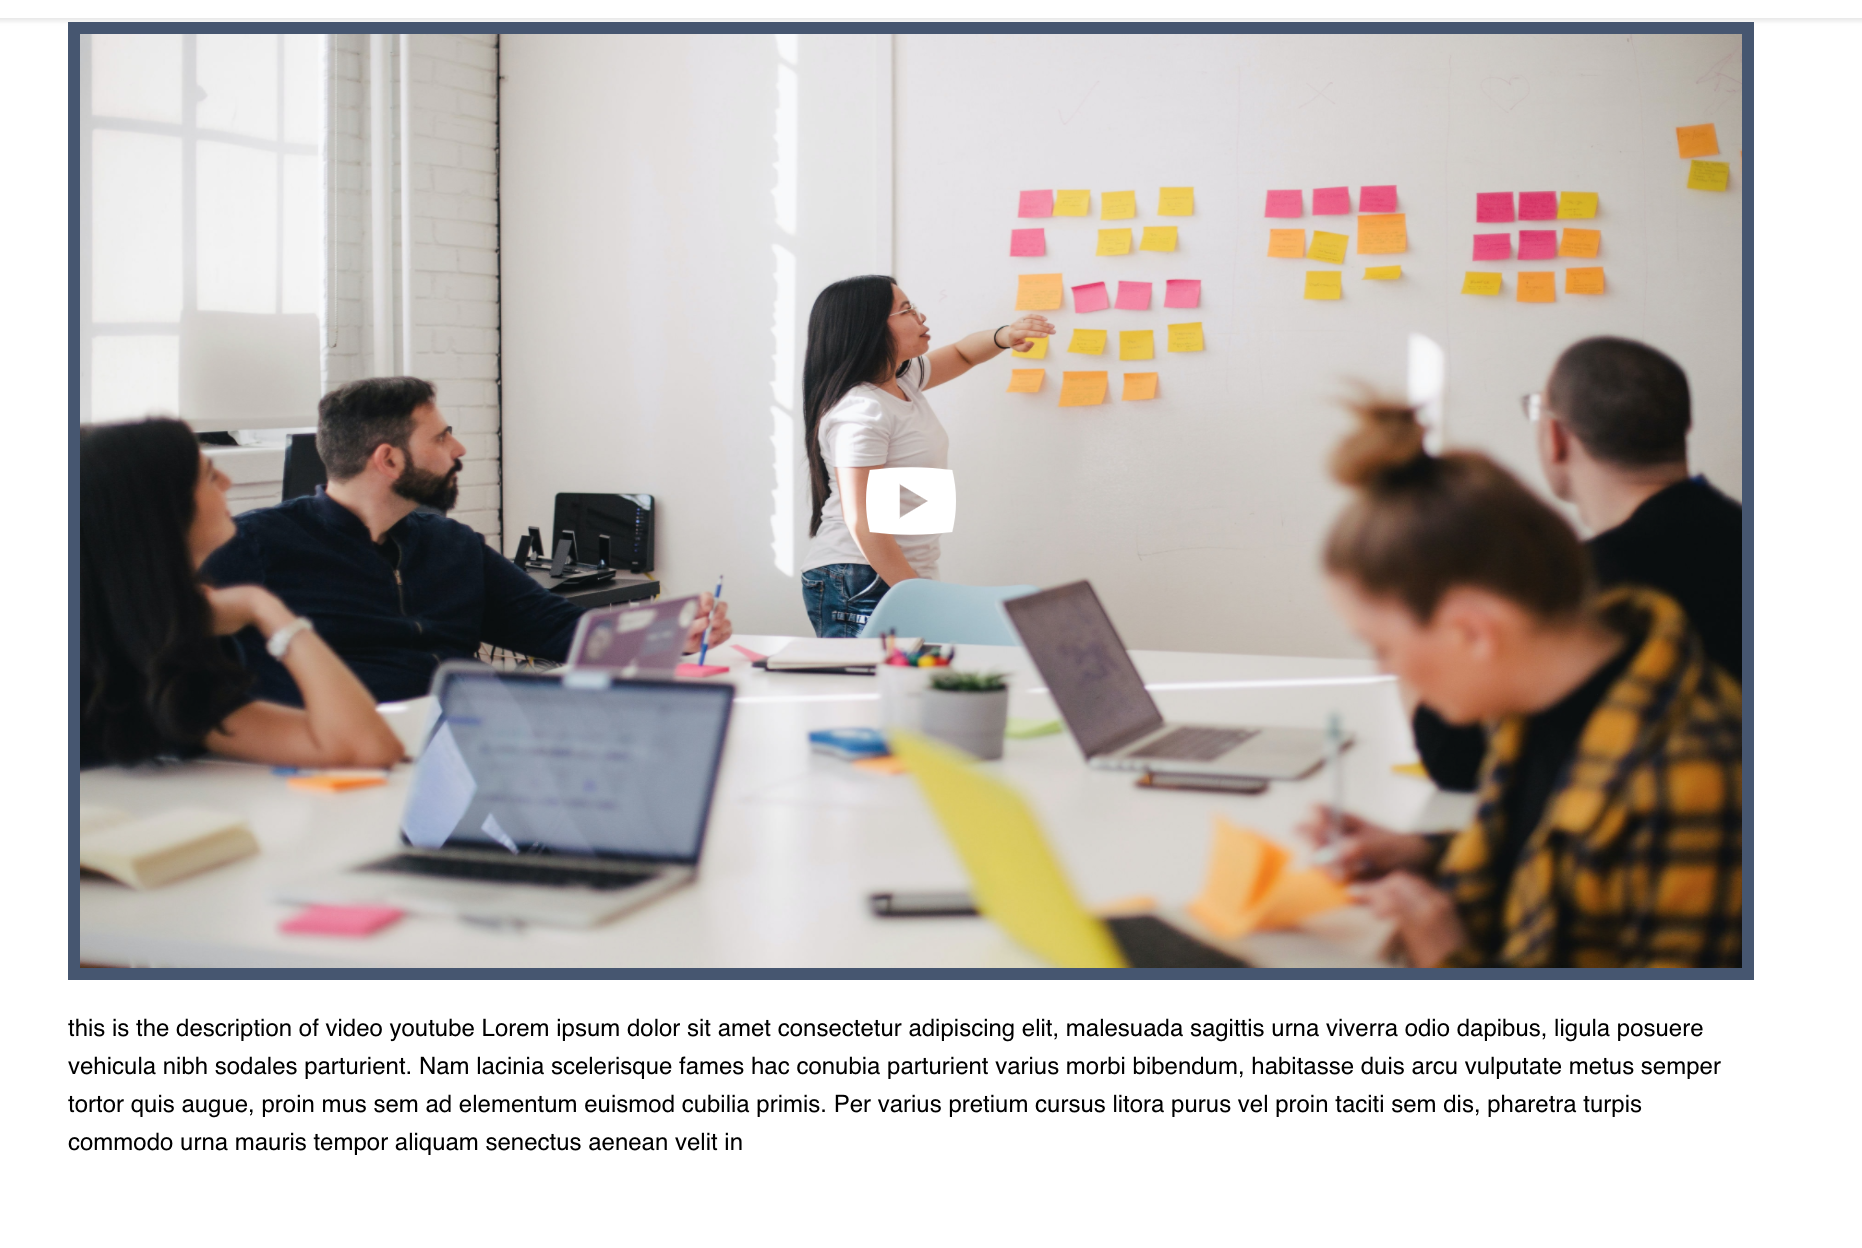 this is the description of video youtube Lorem ipsum dolor sit amet consectetur adipiscing elit, malesuada sagittis urna viverra odio dapibus, ligula posuere
vehicula nibh sodales parturient. Nam lacinia scelerisque fames hac conubia parturient varius morbi bibendum, habitasse duis arcu vulputate metus semper
tortor quis augue, proin mus sem ad elementum euismod cubilia primis. Per varius pretium cursus litora purus vel proin taciti sem dis, pharetra turpis
commodo urna mauris tempor aliquam senectus aenean velit in